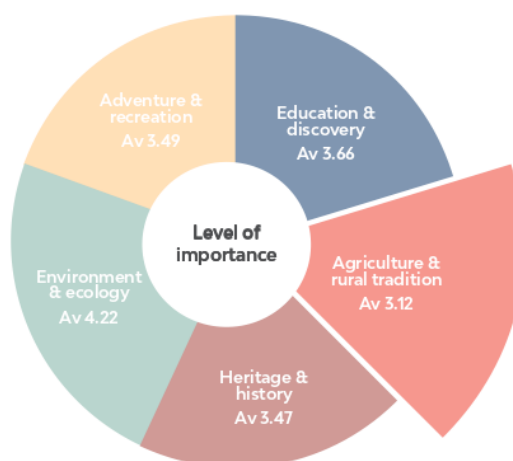 Adventure &
recreation
Av 3.49
Education &
discovery
Av 3.66
Level of
importance
Agriculture &
rural tradition
Av 3.12
Environment
& ecology
Av 4.22
Heritage &
history
Av 3.47